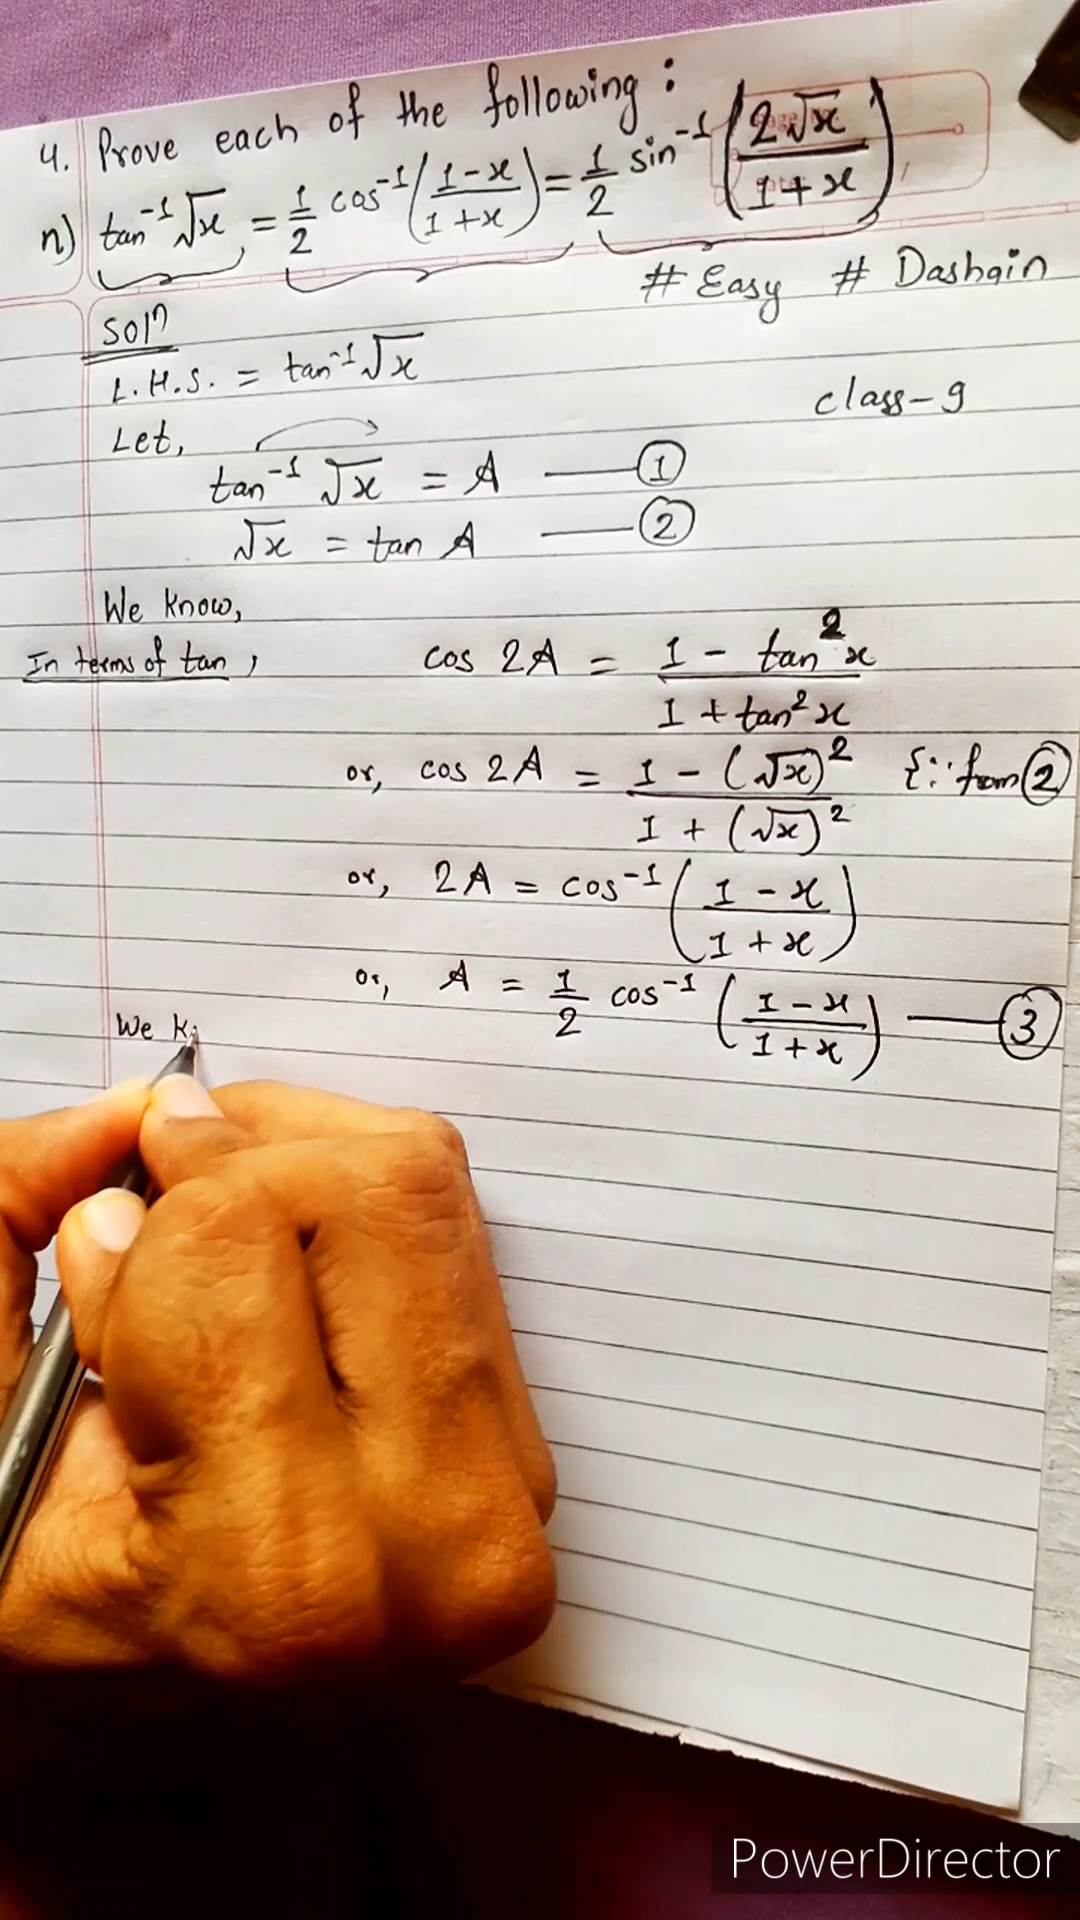 4. Prove each of the following :
n) tan⁻¹√x = 1/2 cos⁻¹((1-x)/(1+x)) = 1/2 sin⁻¹(2√x/(1+x))
# Easy # Dashain
Solⁿ
L.H.S. = tan⁻¹√x
class-9
Let,
tan⁻¹ √x = A —— ①
√x = tan A —— ②
We know,
In terms of tan, cos 2A = (1 - tan²x)/(1 + tan²x)
or, cos 2A = (1 - (√x)²)/(1 + (√x)²) {∵ from ②
or, 2A = cos⁻¹((1-x)/(1+x))
or, A = 1/2 cos⁻¹((1-x)/(1+x)) —— ③
We
PowerDirector